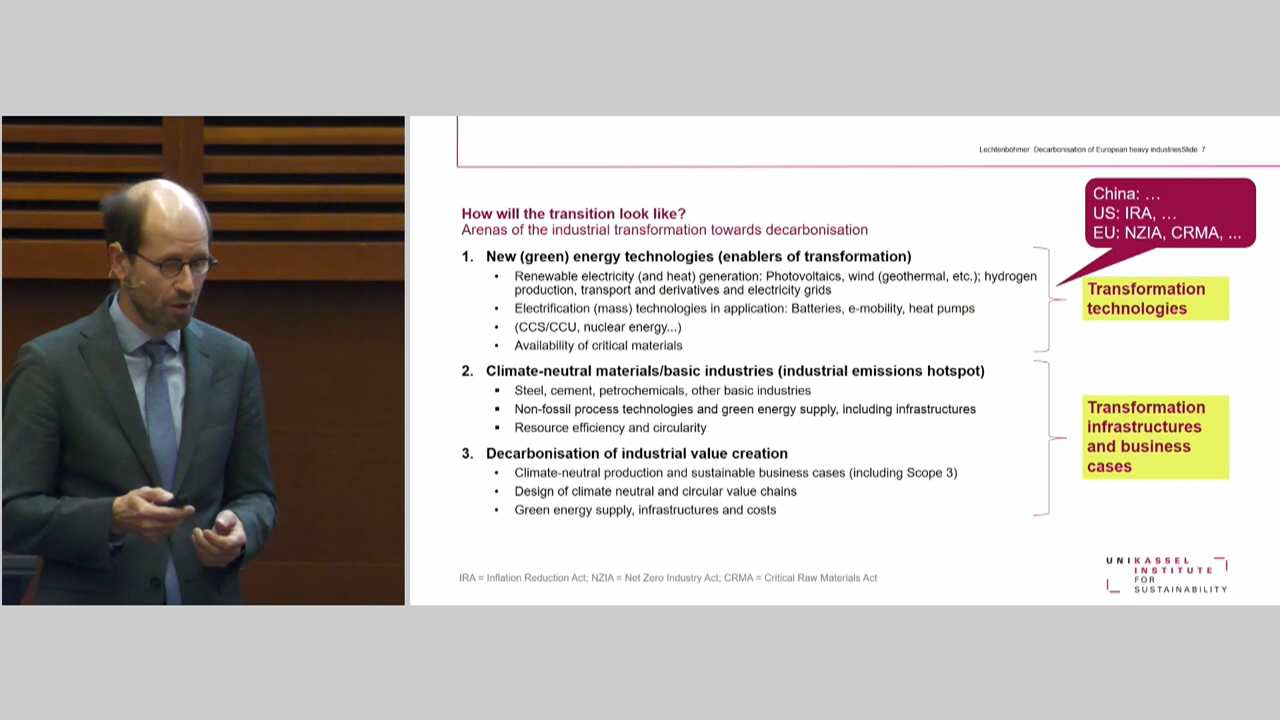 Lechtenböhmer Decarbonisation of European heavy industriesSlide 7
China: ...
US: IRA, ...
EU: NZIA, CRMA, ...
How will the transition look like?
Arenas of the industrial transformation towards decarbonisation
1. New (green) energy technologies (enablers of transformation)
• Renewable electricity (and heat) generation: Photovoltaics, wind (geothermal, etc.); hydrogen
production, transport and derivatives and electricity grids
• Electrification (mass) technologies in application: Batteries, e-mobility, heat pumps
• (CCS/CCU, nuclear energy...)
• Availability of critical materials
Transformation
technologies
2. Climate-neutral materials/basic industries (industrial emissions hotspot)
▪ Steel, cement, petrochemicals, other basic industries
▪ Non-fossil process technologies and green energy supply, including infrastructures
▪ Resource efficiency and circularity
3. Decarbonisation of industrial value creation
• Climate-neutral production and sustainable business cases (including Scope 3)
• Design of climate neutral and circular value chains
• Green energy supply, infrastructures and costs
Transformation
infrastructures
and business
cases
IRA = Inflation Reduction Act; NZIA = Net Zero Industry Act; CRMA = Critical Raw Materials Act
UNIKASSEL
INSTITUTE
FOR
SUSTAINABILITY